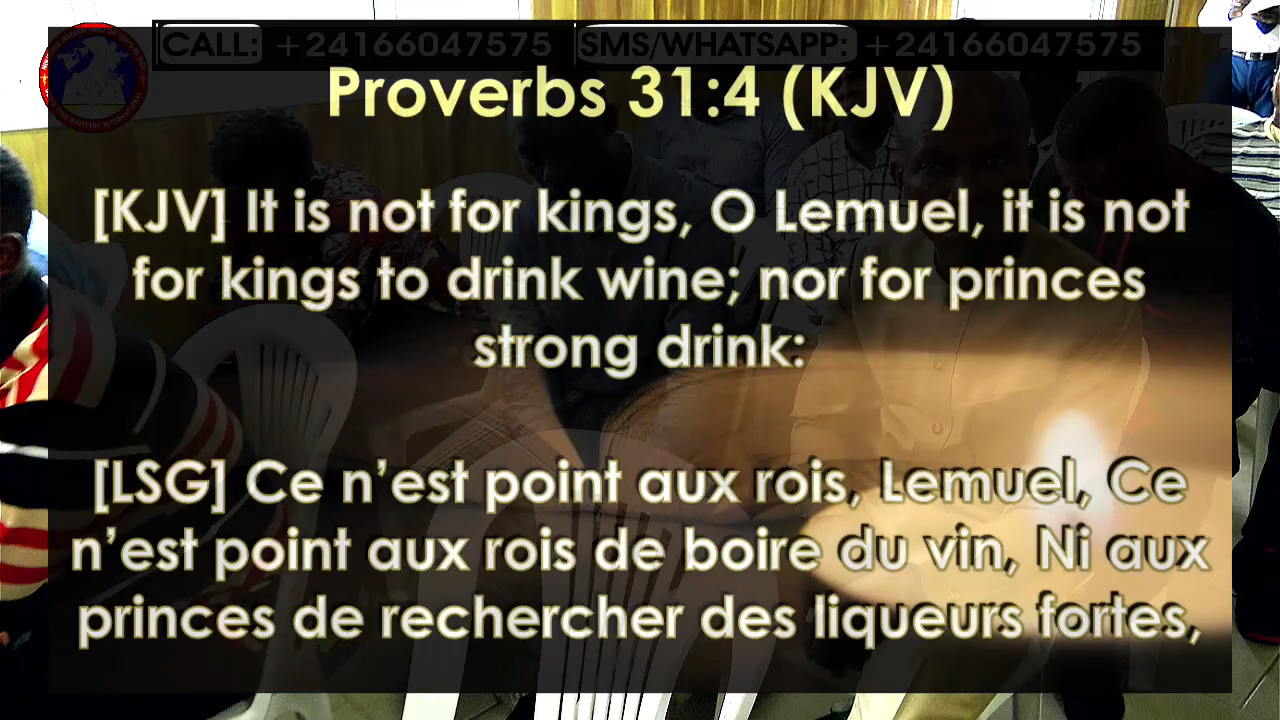 CALL: +24166047575 SMS/WHATSAPP: +24166047575
Proverbs 31:4 (KJV)
[KJV] It is not for kings, O Lemuel, it is not
for kings to drink wine; nor for princes
strong drink:
[LSG] Ce n’est point aux rois, Lemuel, Ce
n’est point aux rois de boire du vin, Ni aux
princes de rechercher des liqueurs fortes,